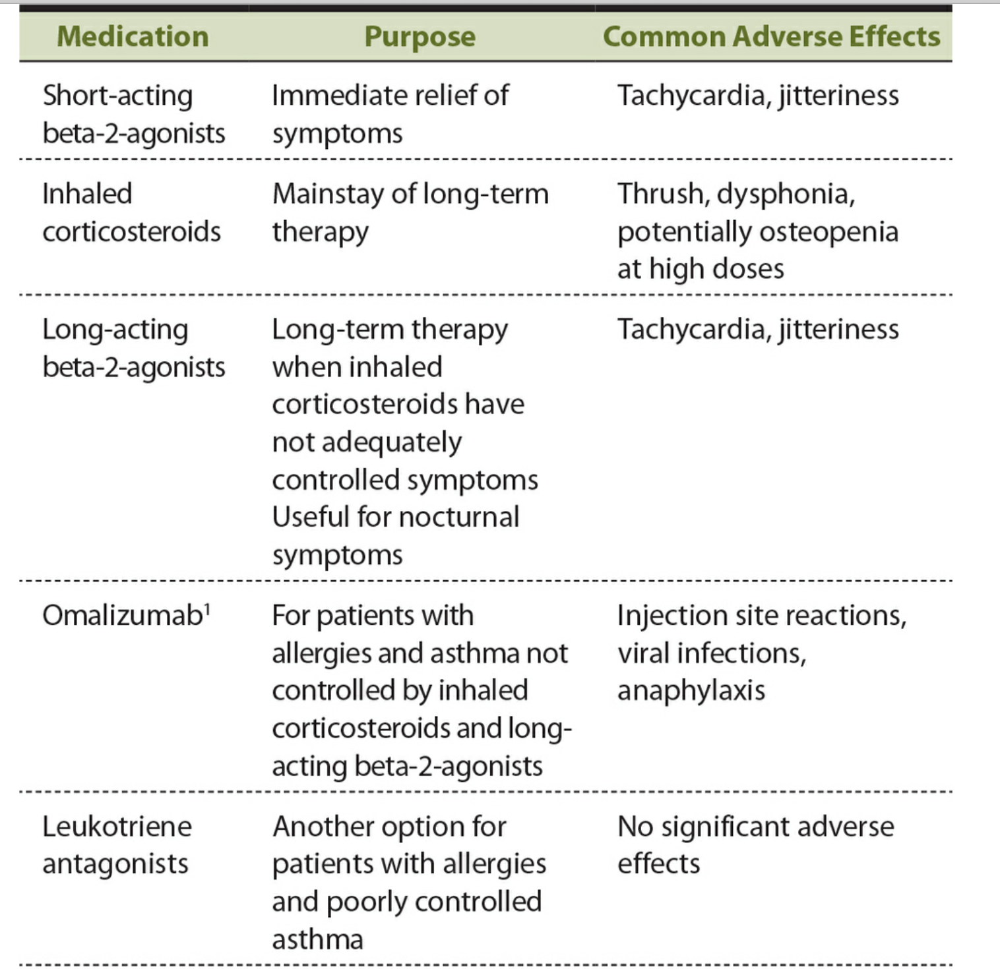 Medication Purpose Common Adverse Effects
Short-acting
beta-2-agonists
Immediate relief of
symptoms
Tachycardia, jitteriness
Inhaled
corticosteroids
Mainstay of long-term
therapy
Thrush, dysphonia,
potentially osteopenia
at high doses
Long-acting
beta-2-agonists
Long-term therapy
when inhaled
corticosteroids have
not adequately
controlled symptoms
Useful for nocturnal
symptoms
Tachycardia, jitteriness
Omalizumab¹
For patients with
allergies and asthma not
controlled by inhaled
corticosteroids and long-
acting beta-2-agonists
Injection site reactions,
viral infections,
anaphylaxis
Leukotriene
antagonists
Another option for
patients with allergies
and poorly controlled
asthma
No significant adverse
effects